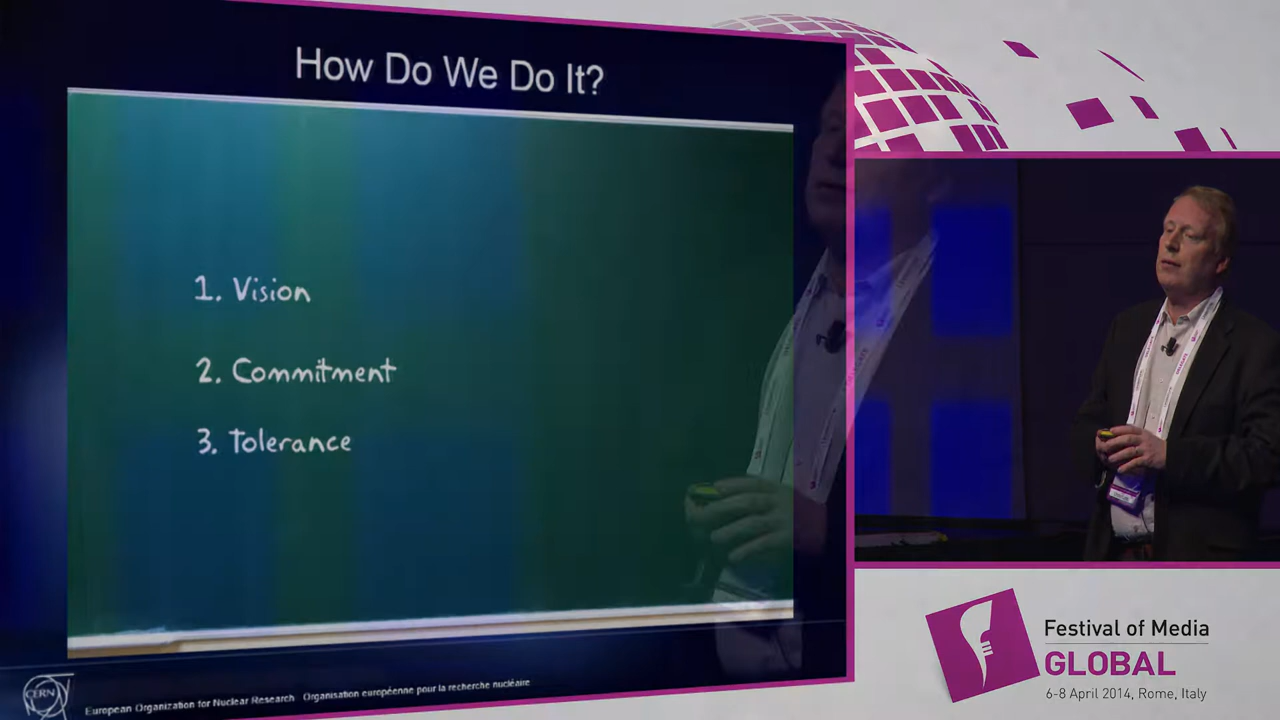 How Do We Do It?
1. Vision
2. Commitment
3. Tolerance
CERN
European Organization for Nuclear Research Organisation européenne pour la recherche nucléaire
Festival of Media
GLOBAL
6-8 April 2014, Rome, Italy